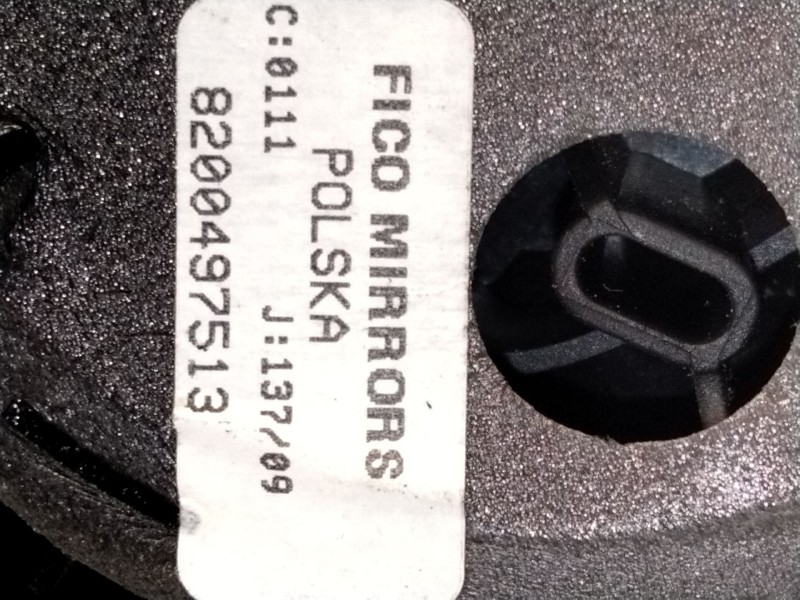 FICO MIRRORS
POLSKA
C:0111 J:137/09
8200497513